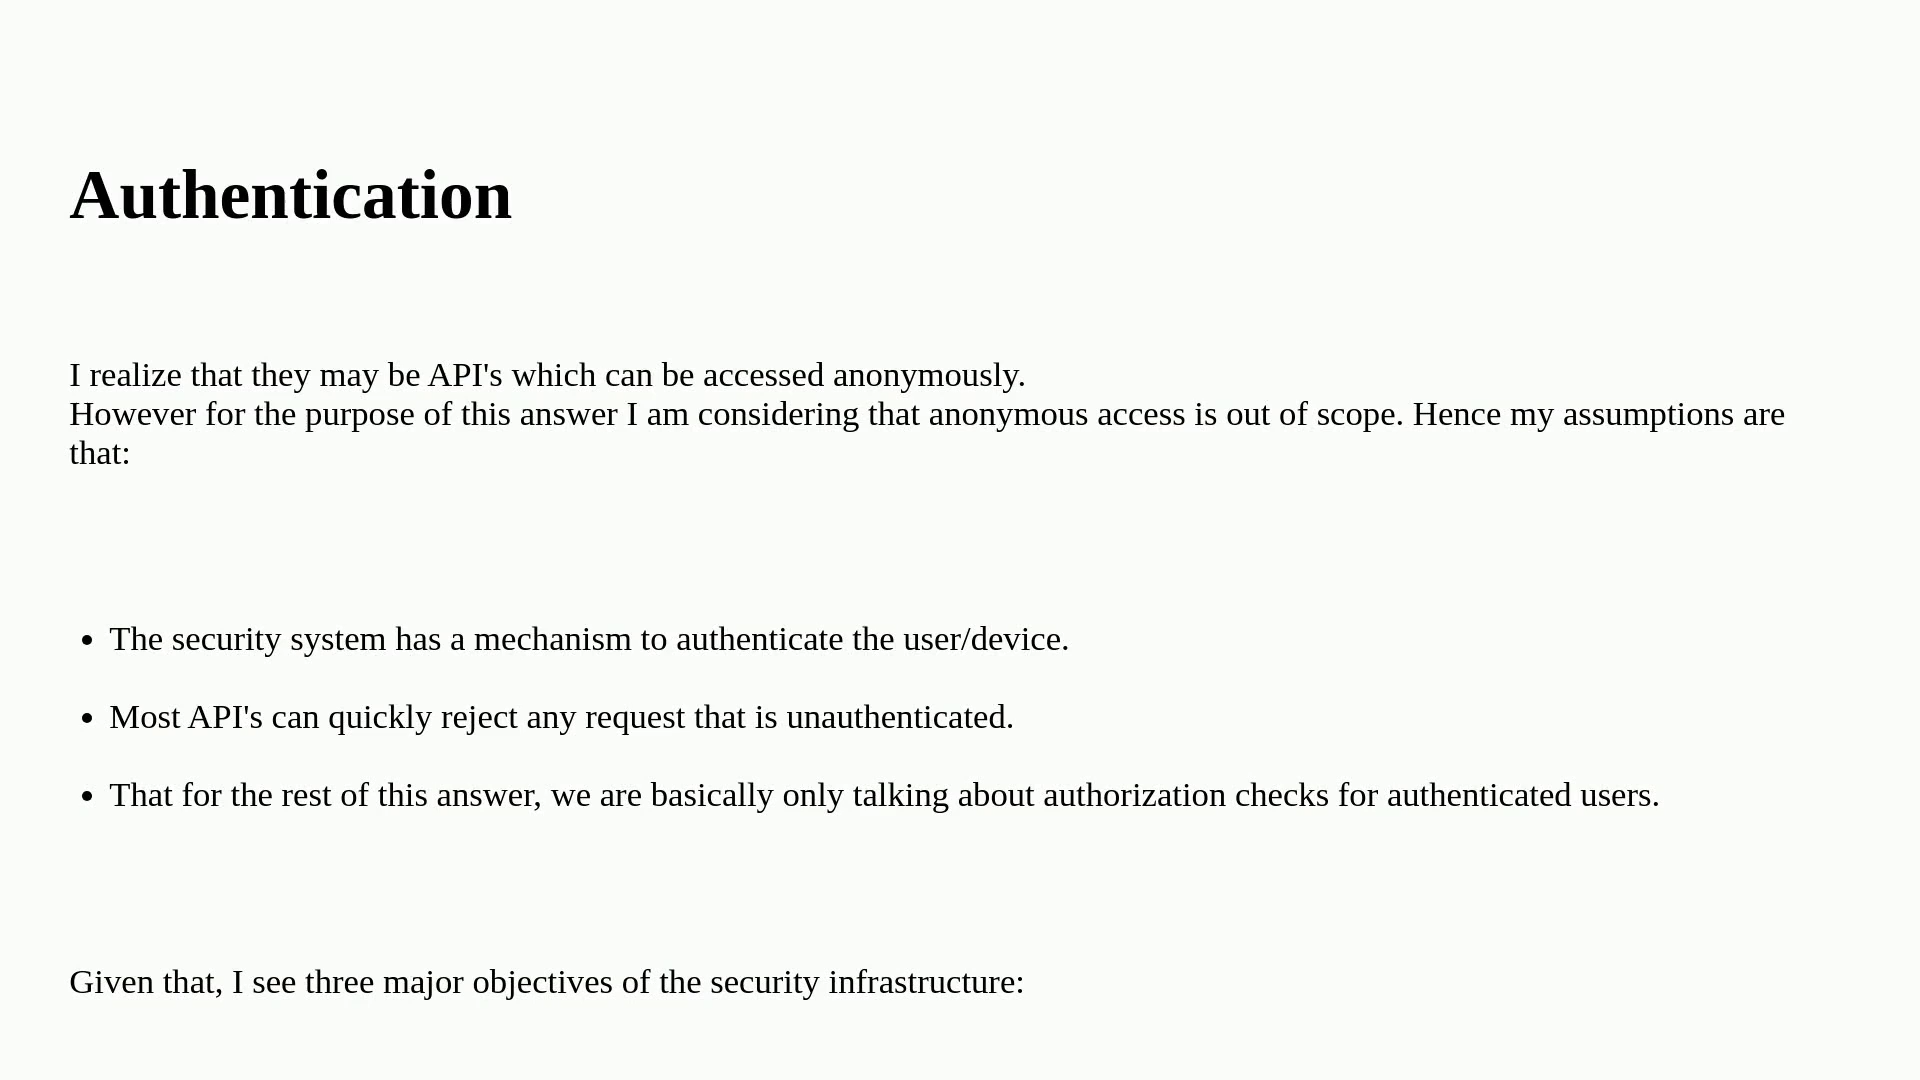 Authentication
I realize that they may be API's which can be accessed anonymously.
However for the purpose of this answer I am considering that anonymous access is out of scope. Hence my assumptions are
that:
• The security system has a mechanism to authenticate the user/device.
• Most API's can quickly reject any request that is unauthenticated.
• That for the rest of this answer, we are basically only talking about authorization checks for authenticated users.
Given that, I see three major objectives of the security infrastructure: